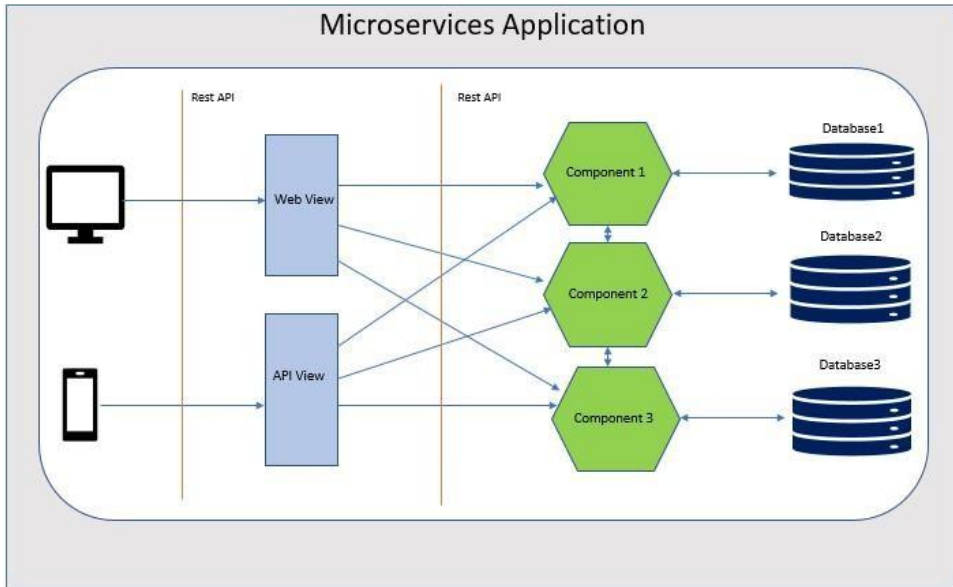 Microservices Application
Rest API
Rest API
Web View
API View
Component 1
Component 2
Component 3
Database1
Database2
Database3